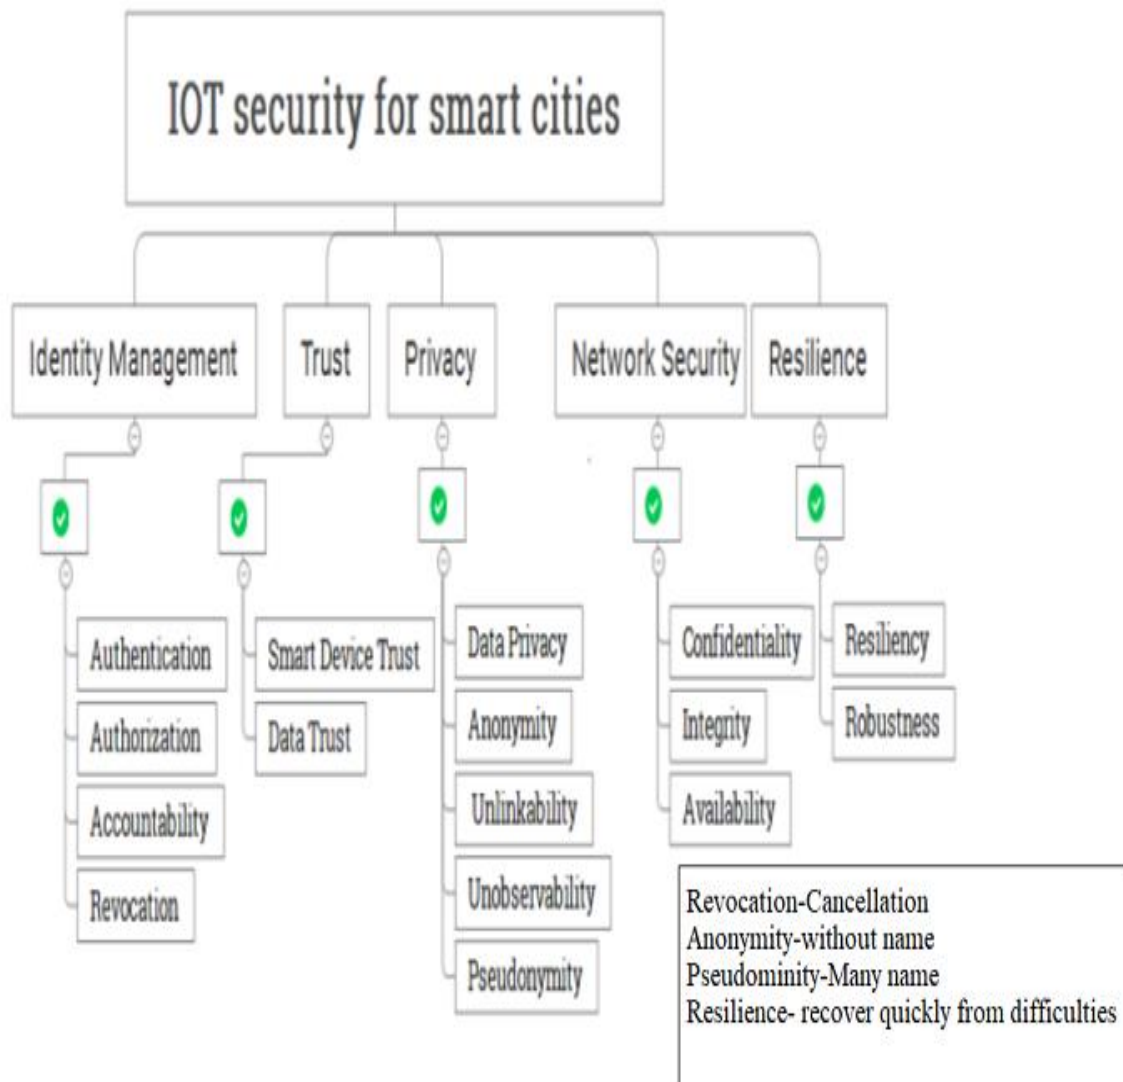 IOT security for smart cities
Identity Management
Trust
Privacy
Network Security
Resilience
Authentication
Authorization
Accountability
Revocation
Smart Device Trust
Data Trust
Data Privacy
Anonymity
Unlinkability
Unobservability
Pseudonymity
Confidentiality
Integrity
Availability
Resiliency
Robustness
Revocation-Cancellation
Anonymity-without name
Pseudominity-Many name
Resilience- recover quickly from difficulties